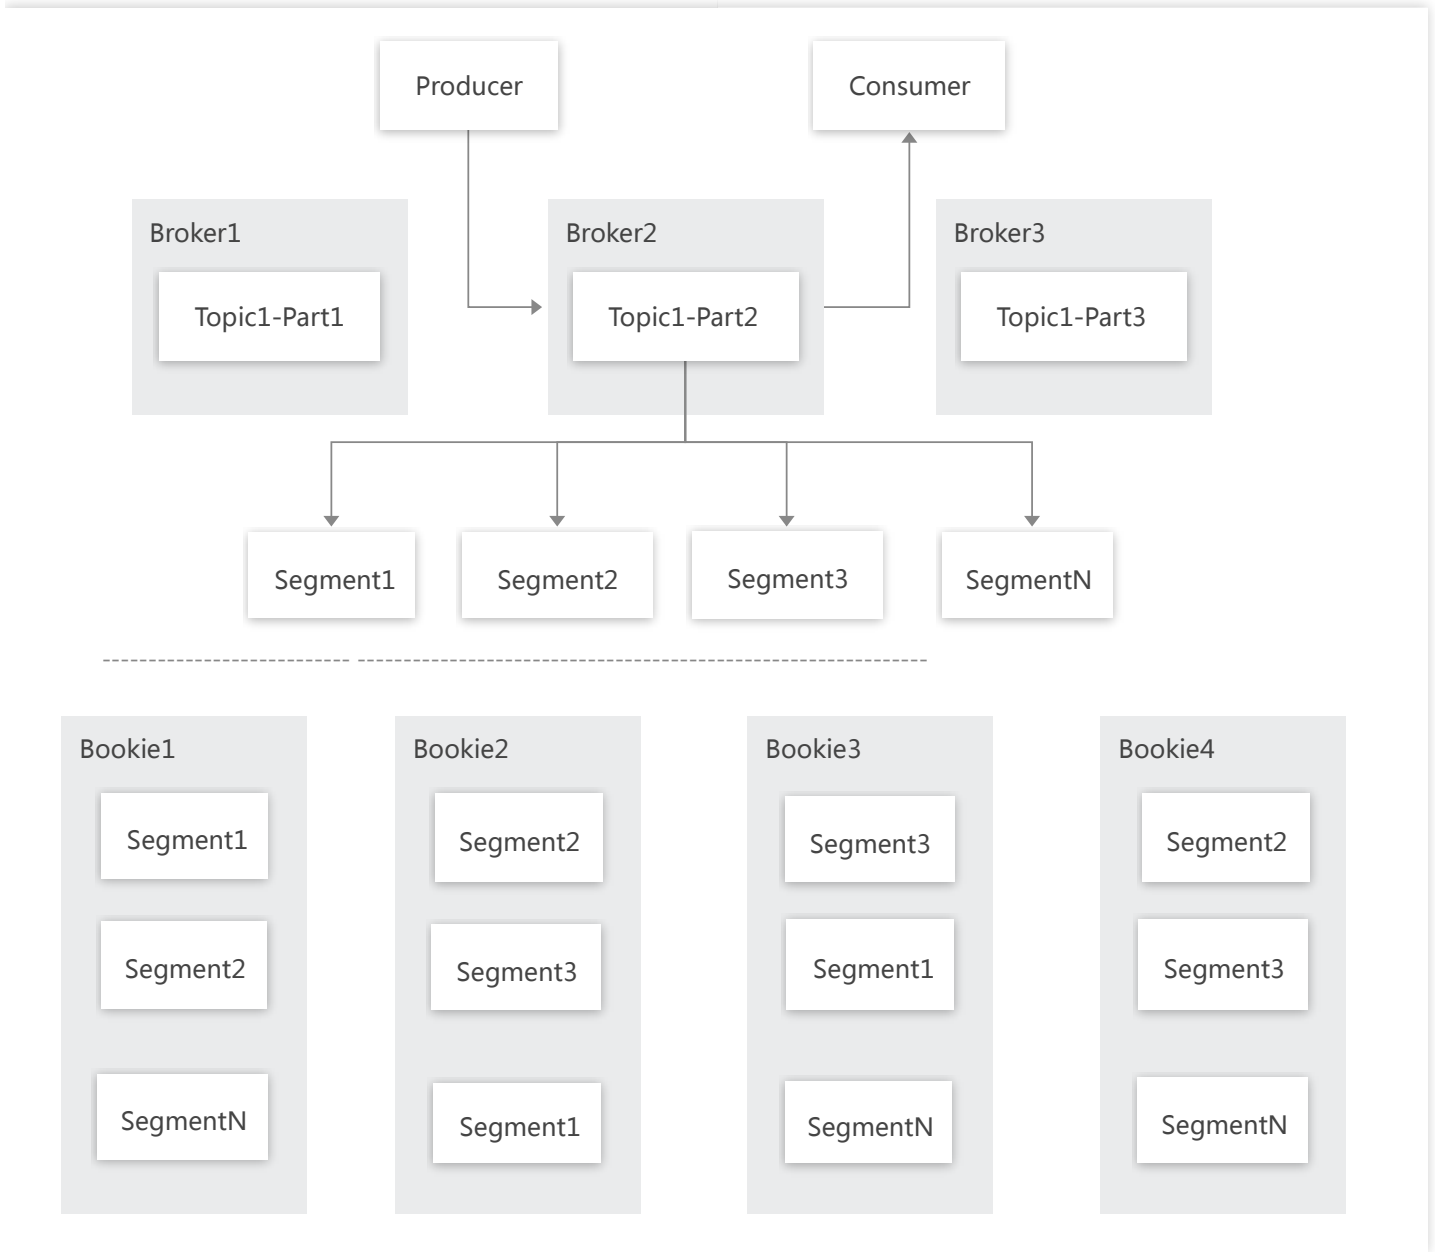 Producer
Consumer
Broker1
Broker2
Broker3
Topic1-Part1
Topic1-Part2
Topic1-Part3
Segment1
Segment2
Segment3
SegmentN
Bookie1
Bookie2
Bookie3
Bookie4
Segment1
Segment2
Segment3
Segment2
Segment2
Segment3
Segment1
Segment3
SegmentN
Segment1
SegmentN
SegmentN